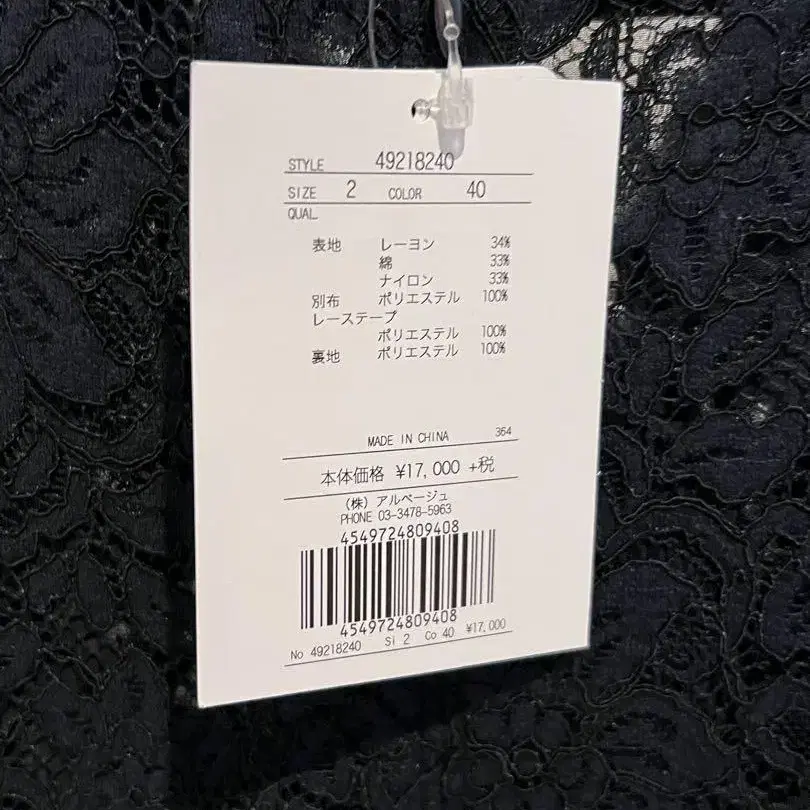 STYLE 49218240
SIZE 2 COLOR 40
QUAL
表地 レーヨン 34%
綿 33%
ナイロン 33%
別布 ポリエステル 100%
レーステープ
ポリエステル 100%
裏地 ポリエステル 100%
MADE IN CHINA 364
本体価格 ¥17,000 +税
(株) アルページュ
PHONE 03-3478-5963
4549724809408
4549724809408
No 49218240 Si 2 Co 40 ¥17,000